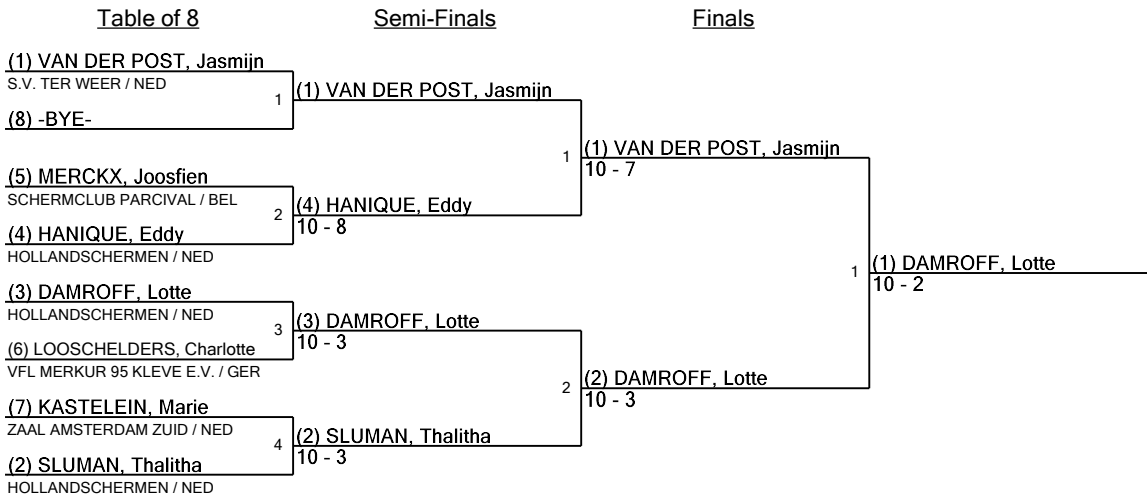 Table of 8
Semi-Finals
Finals
(1) VAN DER POST, Jasmijn
S.V. TER WEER / NED
1
(8) -BYE-
(1) VAN DER POST, Jasmijn
(5) MERCKX, Joosfien
SCHERMCLUB PARCIVAL / BEL
2
(4) HANIQUE, Eddy
HOLLANDSCHERMEN / NED
(4) HANIQUE, Eddy
10 - 8
1
(1) VAN DER POST, Jasmijn
10 - 7
(3) DAMROFF, Lotte
HOLLANDSCHERMEN / NED
3
(6) LOOSCHELDERS, Charlotte
VFL MERKUR 95 KLEVE E.V. / GER
(3) DAMROFF, Lotte
10 - 3
(7) KASTELEIN, Marie
ZAAL AMSTERDAM ZUID / NED
4
(2) SLUMAN, Thalitha
HOLLANDSCHERMEN / NED
(2) SLUMAN, Thalitha
10 - 3
2
(2) DAMROFF, Lotte
10 - 3
1
(1) DAMROFF, Lotte
10 - 2